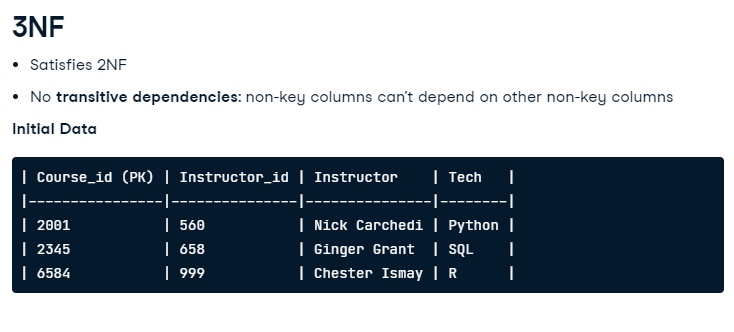 3NF
• Satisfies 2NF
• No transitive dependencies: non-key columns can't depend on other non-key columns
Initial Data
| Course_id (PK) | Instructor_id | Instructor    | Tech   |
|----------------|---------------|---------------|--------|
| 2001           | 560           | Nick Carchedi | Python |
| 2345           | 658           | Ginger Grant  | SQL    |
| 6584           | 999           | Chester Ismay | R      |